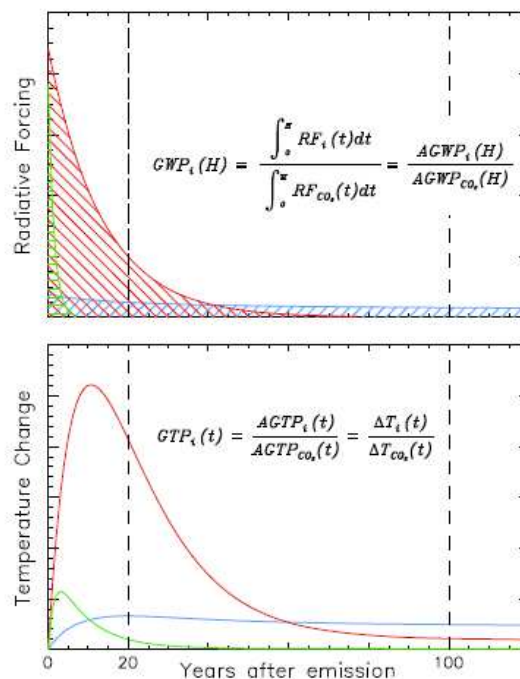 Radiative Forcing
GWP_i(H) = ∫_0^H RF_i(t)dt / ∫_0^H RF_CO₂(t)dt = AGWP_i(H) / AGWP_CO₂(H)
Temperature Change
GTP_i(t) = AGTP_i(t) / AGTP_CO₂(t) = ΔT_i(t) / ΔT_CO₂(t)
0 20 100
Years after emission